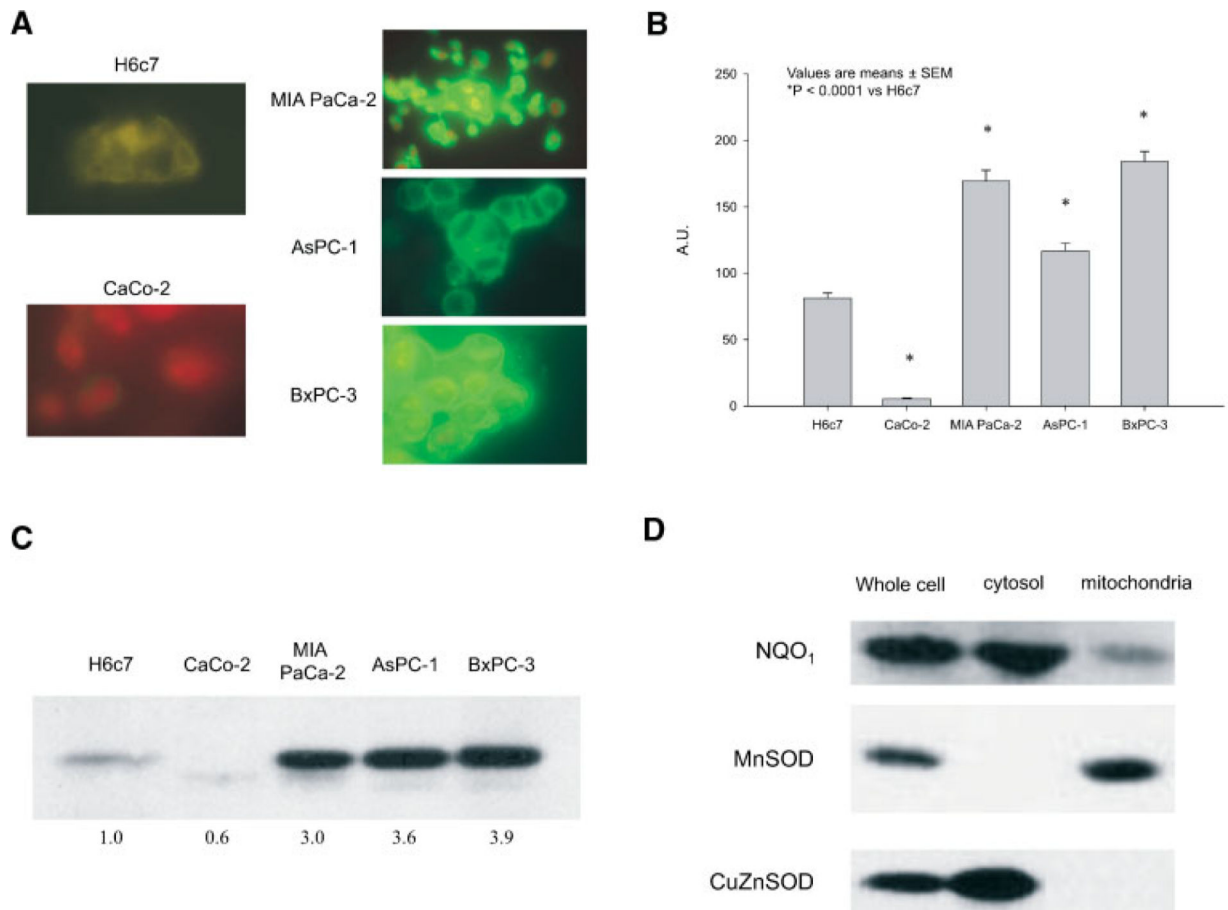 A
H6c7
CaCo-2
MIA PaCa-2
AsPC-1
BxPC-3
B
Values are means ± SEM
*P < 0.0001 vs H6c7
250
200
150
100
50
0
A.U.
*
*
*
*
H6c7 CaCo-2 MIA PaCa-2 AsPC-1 BxPC-3
C
H6c7 CaCo-2 MIA PaCa-2 AsPC-1 BxPC-3
1.0 0.6 3.0 3.6 3.9
D
Whole cell cytosol mitochondria
NQO₁
MnSOD
CuZnSOD